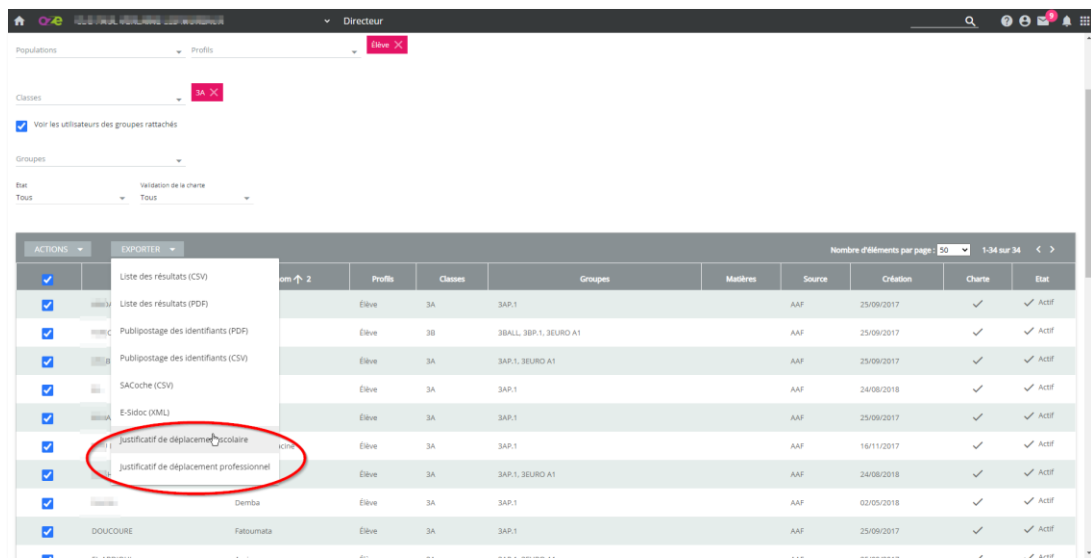 oze Directeur 9
Populations Profils Élève
Classes 3A
Voir les utilisateurs des groupes rattachés
Groupes
Etat Validation de la charte
Tous Tous
ACTIONS EXPORTER Nombre d'éléments par page : 50 1-34 sur 34
om 2 Profils Classes Groupes Matières Source Création Charte Etat
Liste des résultats (CSV)
Liste des résultats (PDF)
Publipostage des identifiants (PDF)
Publipostage des identifiants (CSV)
SACoche (CSV)
E-Sidoc (XML)
Justificatif de déplacement scolaire
Justificatif de déplacement professionnel
Élève 3A 3AP.1 AAF 25/09/2017 Actif
Élève 3B 3BALL, 3BP.1, 3EURO A1 AAF 25/09/2017 Actif
Élève 3A 3AP.1, 3EURO A1 AAF 25/09/2017 Actif
Élève 3A 3AP.1 AAF 24/08/2018 Actif
Élève 3A 3AP.1 AAF 25/09/2017 Actif
Élève 3A 3AP.1 AAF 16/11/2017 Actif
Élève 3A 3AP.1, 3EURO A1 AAF 24/08/2018 Actif
Demba Élève 3A 3AP.1 AAF 02/05/2018 Actif
DOUCOURE Fatoumata Élève 3A 3AP.1 AAF 25/09/2017 Actif